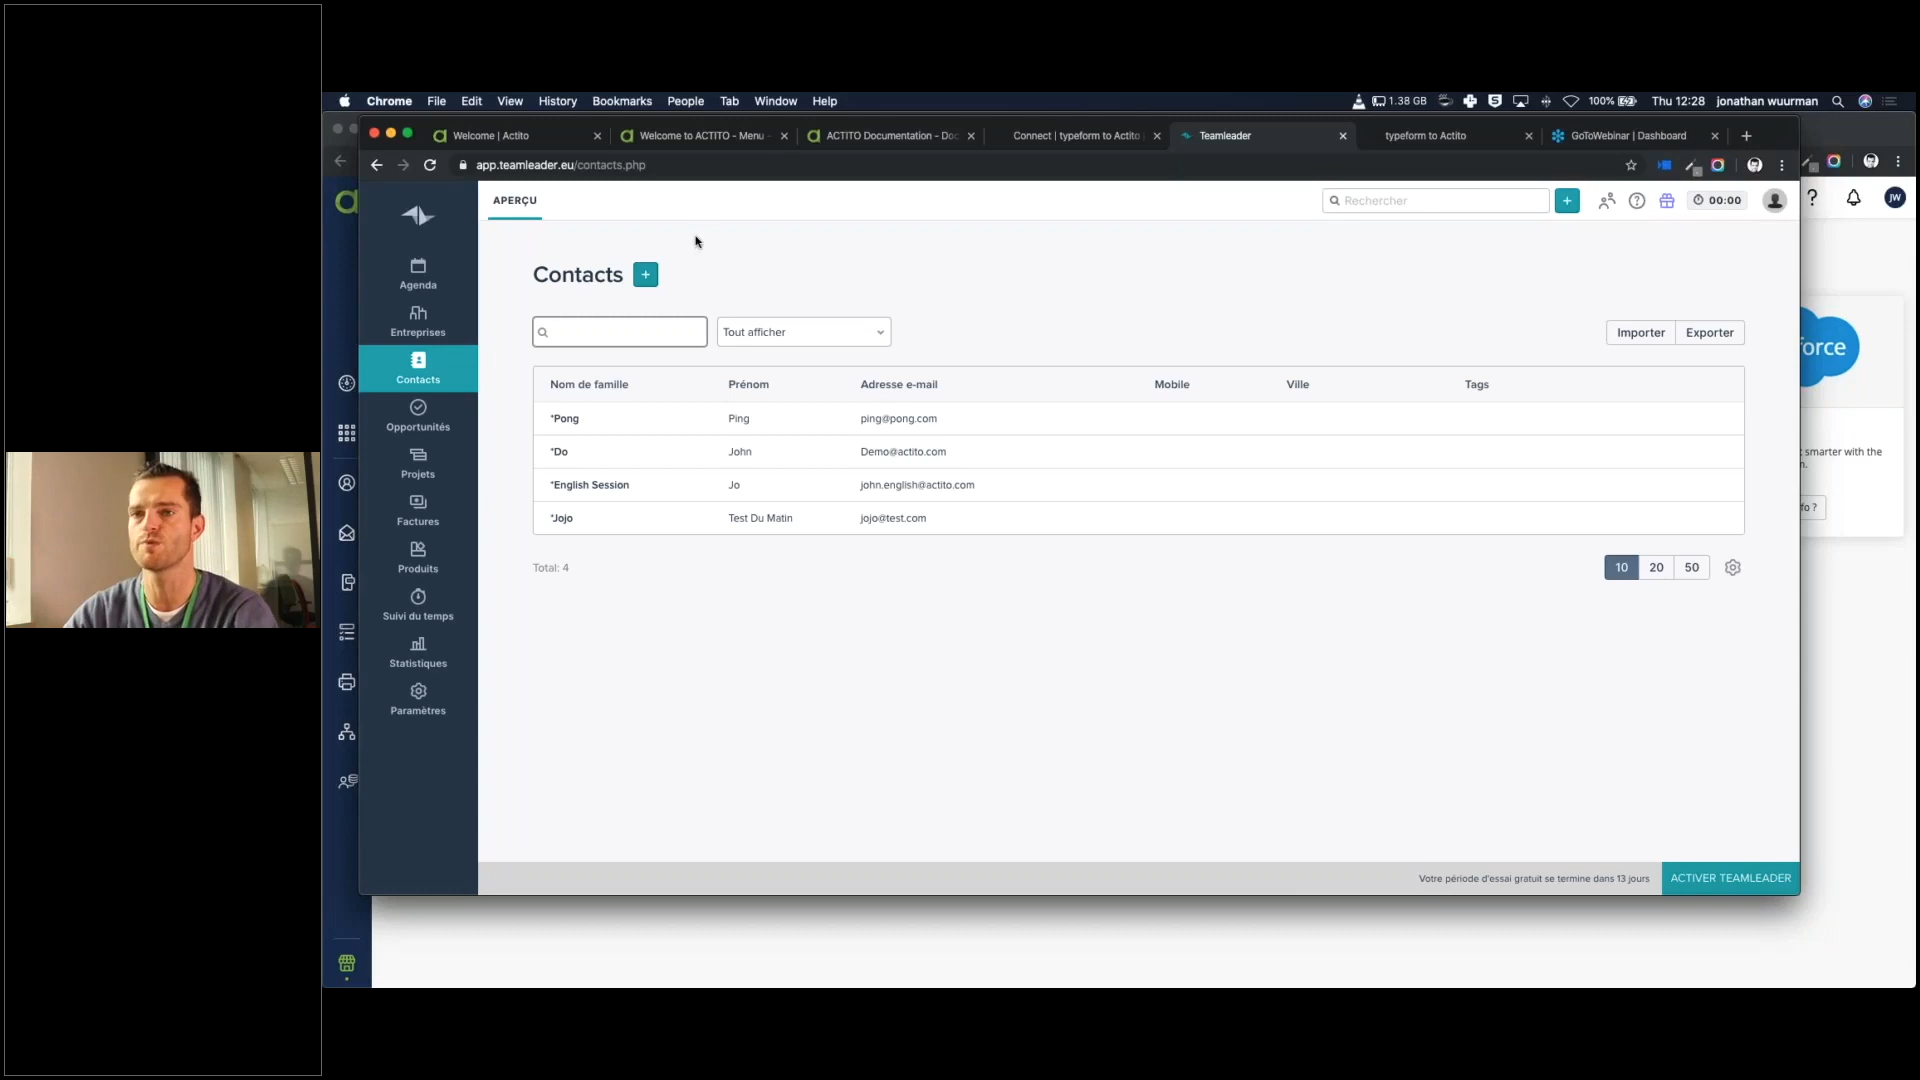 Chrome File Edit View History Bookmarks People Tab Window Help 1.38 GB 100% Thu 12:28 jonathan wuurman
Welcome | Actito Welcome to ACTITO - Menu - ACTITO Documentation - Doc Connect | typeform to Actito | Teamleader typeform to Actito GoToWebinar | Dashboard
app.teamleader.eu/contacts.php
APERÇU Rechercher 00:00 ? JW
Agenda
Entreprises
Contacts
Opportunités
Projets
Factures
Produits
Suivi du temps
Statistiques
Paramètres
Contacts +
Tout afficher Importer Exporter
Nom de famille Prénom Adresse e-mail Mobile Ville Tags
*Pong Ping ping@pong.com
*Do John Demo@actito.com
*English Session Jo john.english@actito.com
*Jojo Test Du Matin jojo@test.com
Total: 4 10 20 50
Votre période d'essai gratuit se termine dans 13 jours ACTIVER TEAMLEADER
force
smarter with the
fo ?